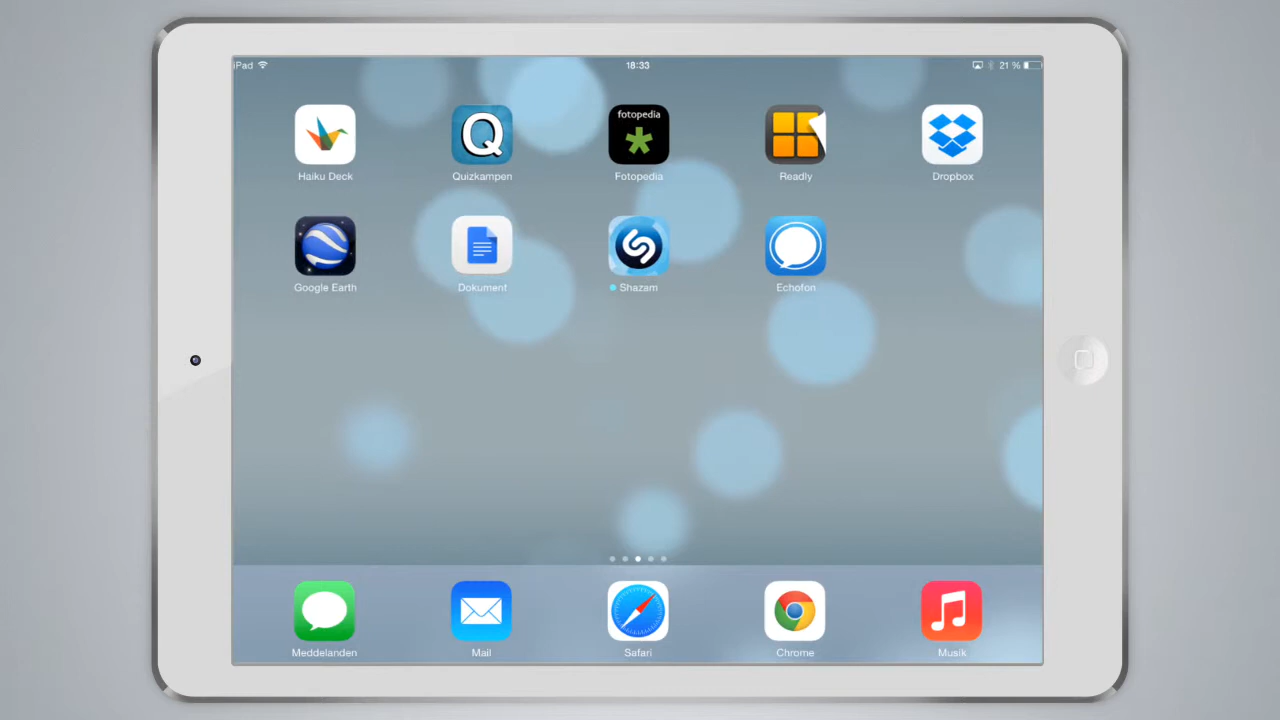 iPad 18:33 21 %
fotopedia
Haiku Deck Quizkampen Fotopedia Readly Dropbox
Google Earth Dokument Shazam Echofon
Meddelanden Mail Safari Chrome Musik